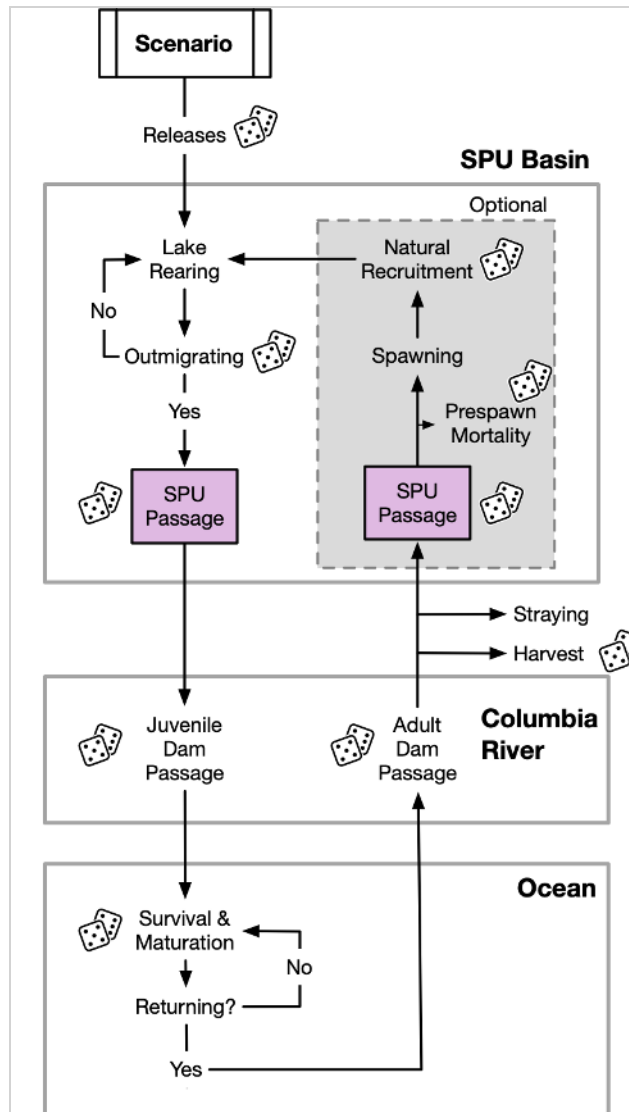 Scenario
Releases
SPU Basin
Optional
Lake
Rearing
Natural
Recruitment
No
Outmigrating
Spawning
Yes
Prespawn
Mortality
SPU
Passage
SPU
Passage
Straying
Harvest
Juvenile
Dam
Passage
Adult
Dam
Passage
Columbia
River
Ocean
Survival &
Maturation
No
Returning?
Yes